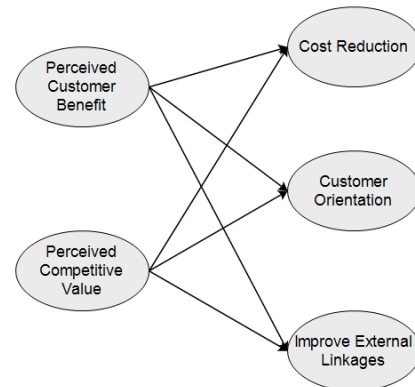 Cost Reduction
Perceived
Customer
Benefit
Customer
Orientation
Perceived
Competitive
Value
Improve External
Linkages